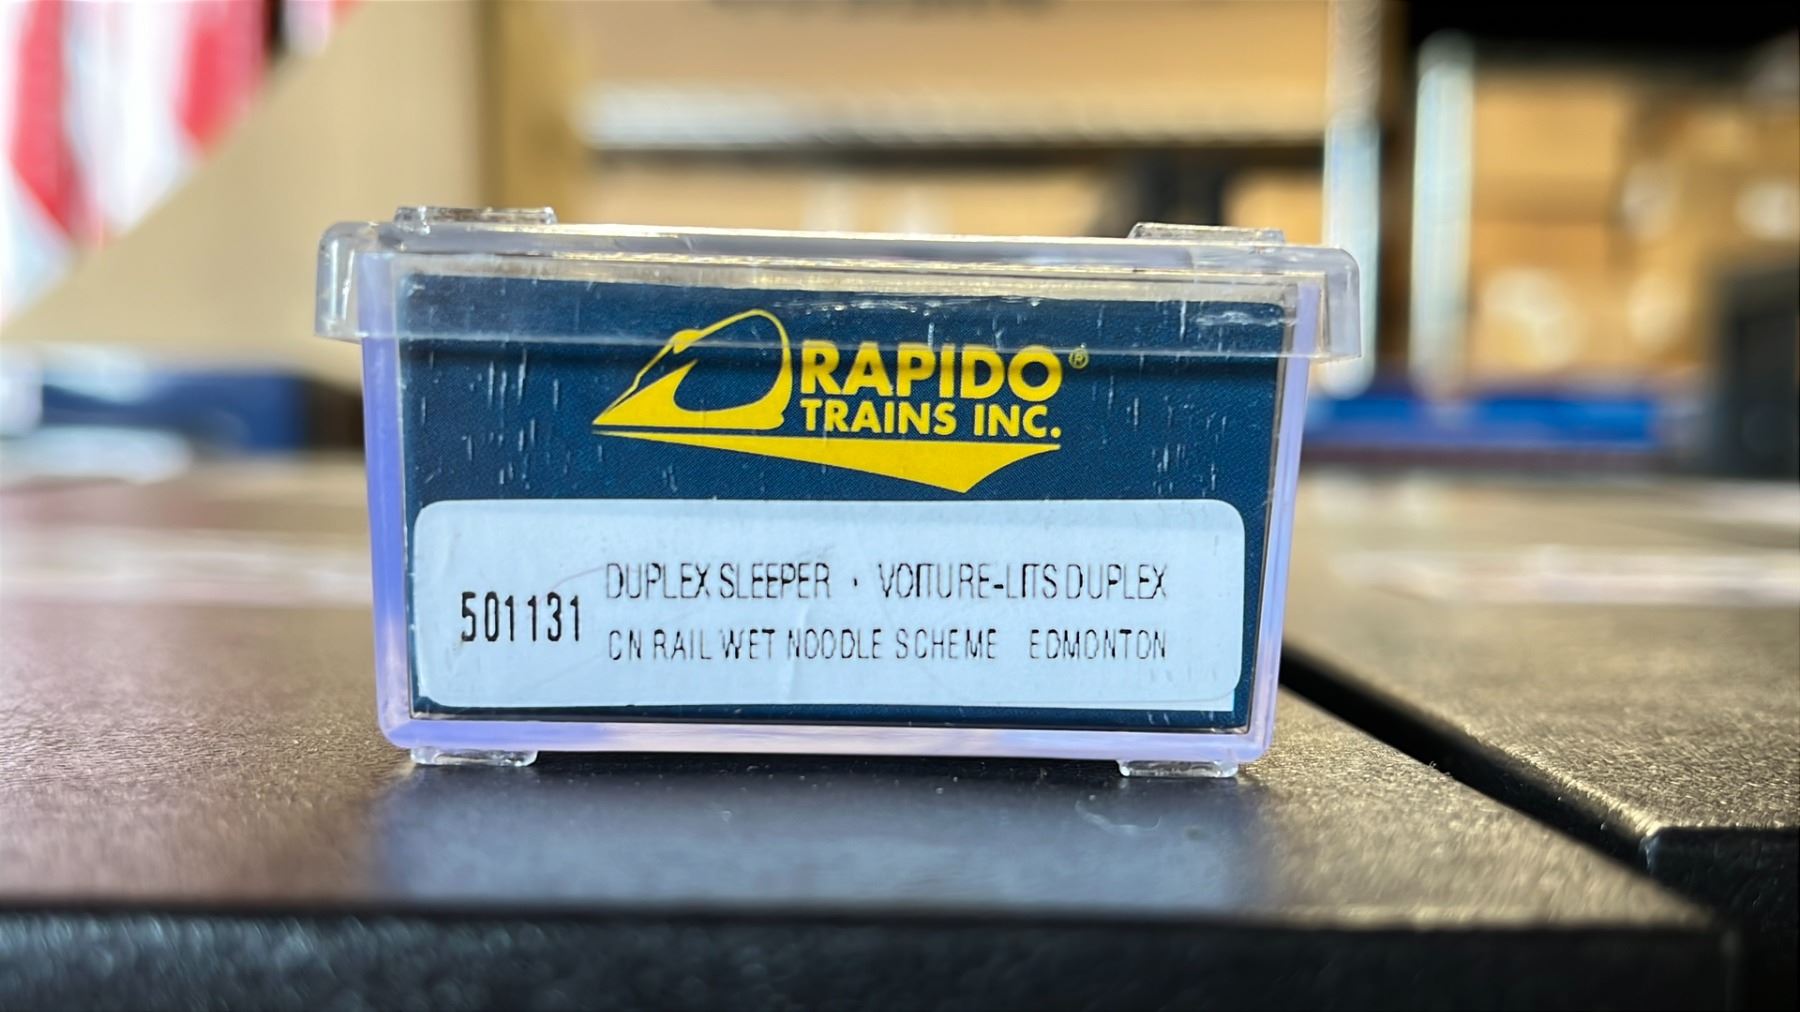 RAPIDO®
TRAINS INC.
501131
DUPLEX SLEEPER · VOITURE-LITS DUPLEX
CN RAIL WET NOODLE SCHEME EDMONTON